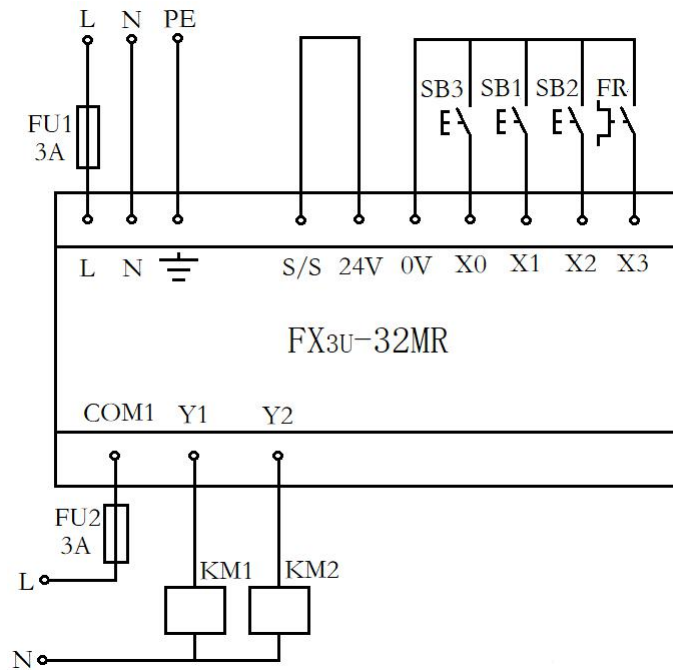 L N PE
SB3 SB1 SB2 FR
FU1
3A
L N S/S 24V 0V X0 X1 X2 X3
FX3U-32MR
COM1 Y1 Y2
FU2
3A
KM1 KM2
L
N